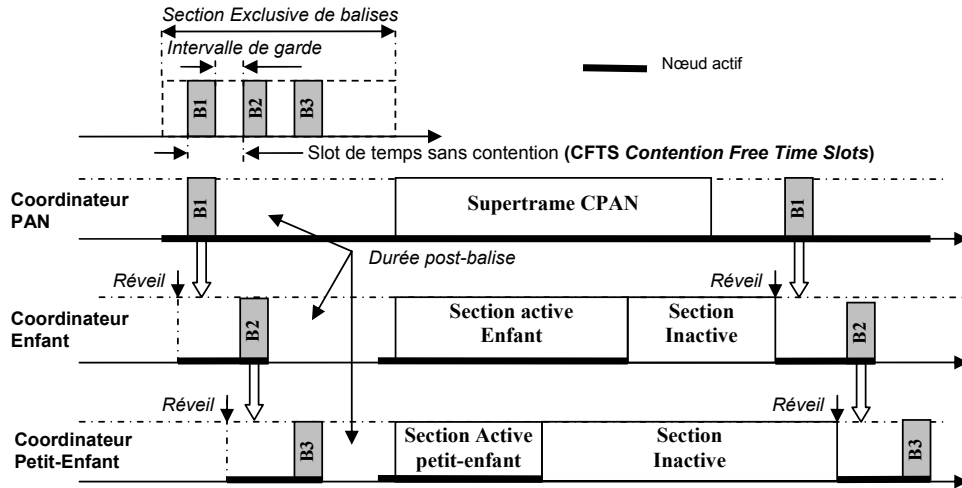 Section Exclusive de balises
Intervalle de garde
Nœud actif
B1
B2
B3
Slot de temps sans contention (CFTS Contention Free Time Slots)
Coordinateur
PAN
B1
Supertrame CPAN
B1
Durée post-balise
Réveil
Réveil
Coordinateur
Enfant
B2
Section active
Enfant
Section
Inactive
B2
Réveil
Réveil
Coordinateur
Petit-Enfant
B3
Section Active
petit-enfant
Section
Inactive
B3